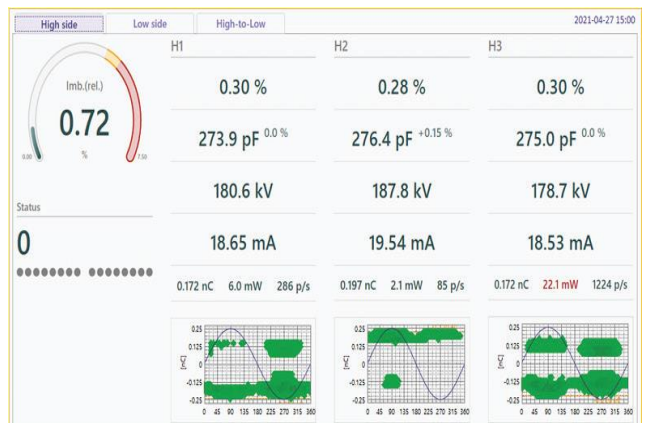 High side
Low side
High-to-Low
2021-04-27 15:00
Imb.(rel.)
0.72
%
0.00
7.50
Status
0
H1
0.30 %
273.9 pF 0.0 %
180.6 kV
18.65 mA
0.172 nC 6.0 mW 286 p/s
[nC]
0.25
0.125
0
-0.125
-0.25
0 45 90 135 180 225 270 315 360
H2
0.28 %
276.4 pF +0.15 %
187.8 kV
19.54 mA
0.197 nC 2.1 mW 85 p/s
[nC]
0.25
0.125
0
-0.125
-0.25
0 45 90 135 180 225 270 315 360
H3
0.30 %
275.0 pF 0.0 %
178.7 kV
18.53 mA
0.172 nC 22.1 mW 1224 p/s
[nC]
0.25
0.125
0
-0.125
-0.25
0 45 90 135 180 225 270 315 360